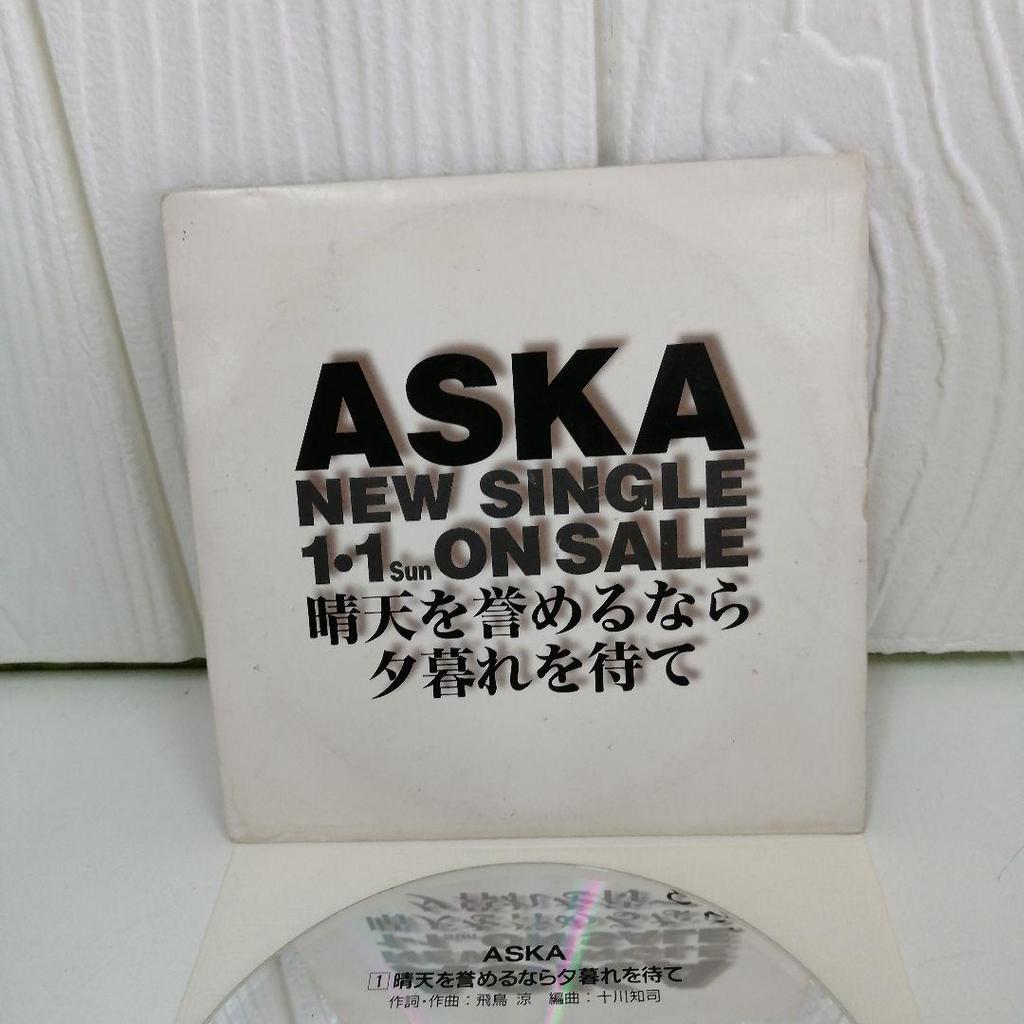 ASKA
NEW SINGLE
1・1 Sun ON SALE
晴天を誉めるなら
夕暮れを待て
ASKA
1 晴天を誉めるなら夕暮れを待て
作詞・作曲：飛鳥 涼 編曲：十川知司